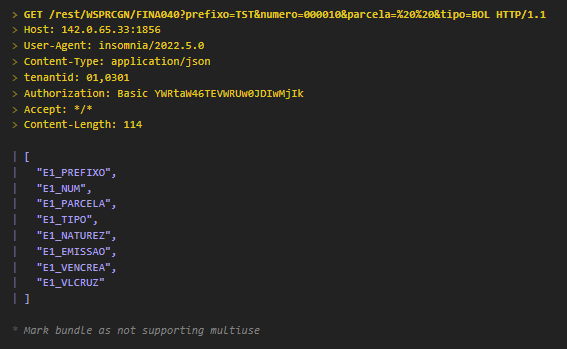 > GET /rest/WSPRCGN/FINA040?prefixo=TST&numero=000010&parcela=%20%20&tipo=BOL HTTP/1.1
> Host: 142.0.65.33:1856
> User-Agent: insomnia/2022.5.0
> Content-Type: application/json
> tenantid: 01,0301
> Authorization: Basic YWRtaW46TEVWRUw0JDIwMjIk
> Accept: */*
> Content-Length: 114
| [
|   "E1_PREFIXO",
|   "E1_NUM",
|   "E1_PARCELA",
|   "E1_TIPO",
|   "E1_NATUREZ",
|   "E1_EMISSAO",
|   "E1_VENCREA",
|   "E1_VLCRUZ"
| ]
* Mark bundle as not supporting multiuse